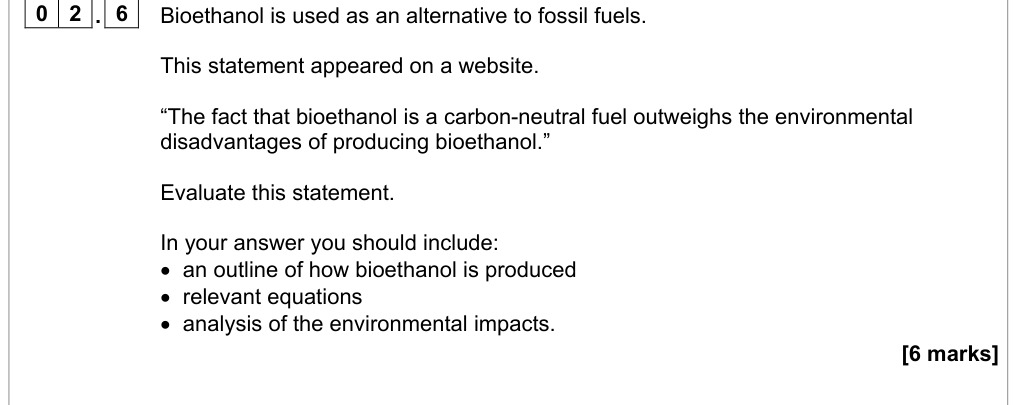 02.6 Bioethanol is used as an alternative to fossil fuels.
This statement appeared on a website.
“The fact that bioethanol is a carbon-neutral fuel outweighs the environmental
disadvantages of producing bioethanol.”
Evaluate this statement.
In your answer you should include:
• an outline of how bioethanol is produced
• relevant equations
• analysis of the environmental impacts.
[6 marks]